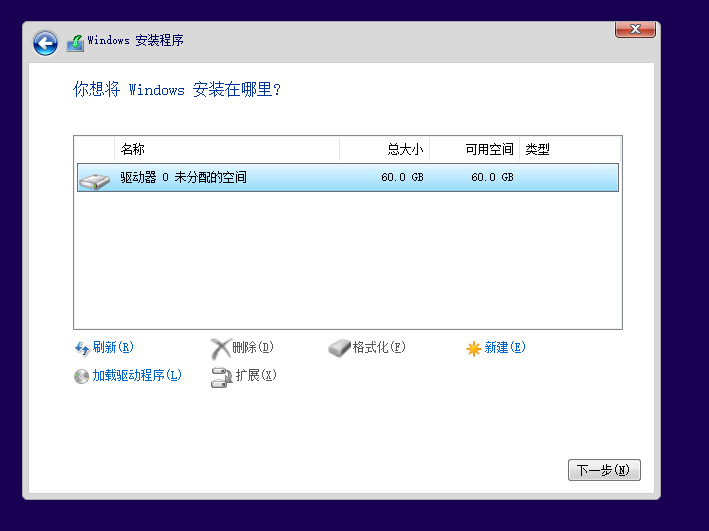 Windows 安装程序
你想将 Windows 安装在哪里?
名称 总大小 可用空间 类型
驱动器 0 未分配的空间 60.0 GB 60.0 GB
刷新(R) 删除(D) 格式化(F) 新建(E)
加载驱动程序(L) 扩展(X)
下一步(N)